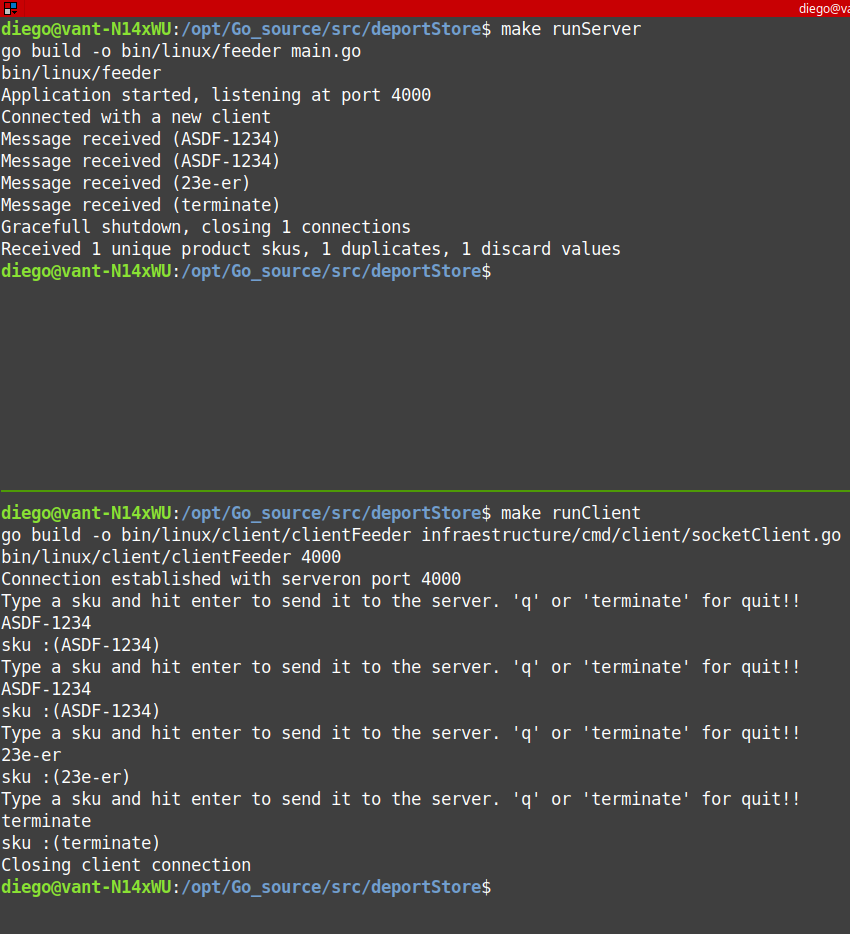 diego@va
diego@vant-N14xWU:/opt/Go_source/src/deportStore$ make runServer
go build -o bin/linux/feeder main.go
bin/linux/feeder
Application started, listening at port 4000
Connected with a new client
Message received (ASDF-1234)
Message received (ASDF-1234)
Message received (23e-er)
Message received (terminate)
Gracefull shutdown, closing 1 connections
Received 1 unique product skus, 1 duplicates, 1 discard values
diego@vant-N14xWU:/opt/Go_source/src/deportStore$
diego@vant-N14xWU:/opt/Go_source/src/deportStore$ make runClient
go build -o bin/linux/client/clientFeeder infraestructure/cmd/client/socketClient.go
bin/linux/client/clientFeeder 4000
Connection established with serveron port 4000
Type a sku and hit enter to send it to the server. 'q' or 'terminate' for quit!!
ASDF-1234
sku :(ASDF-1234)
Type a sku and hit enter to send it to the server. 'q' or 'terminate' for quit!!
ASDF-1234
sku :(ASDF-1234)
Type a sku and hit enter to send it to the server. 'q' or 'terminate' for quit!!
23e-er
sku :(23e-er)
Type a sku and hit enter to send it to the server. 'q' or 'terminate' for quit!!
terminate
sku :(terminate)
Closing client connection
diego@vant-N14xWU:/opt/Go_source/src/deportStore$